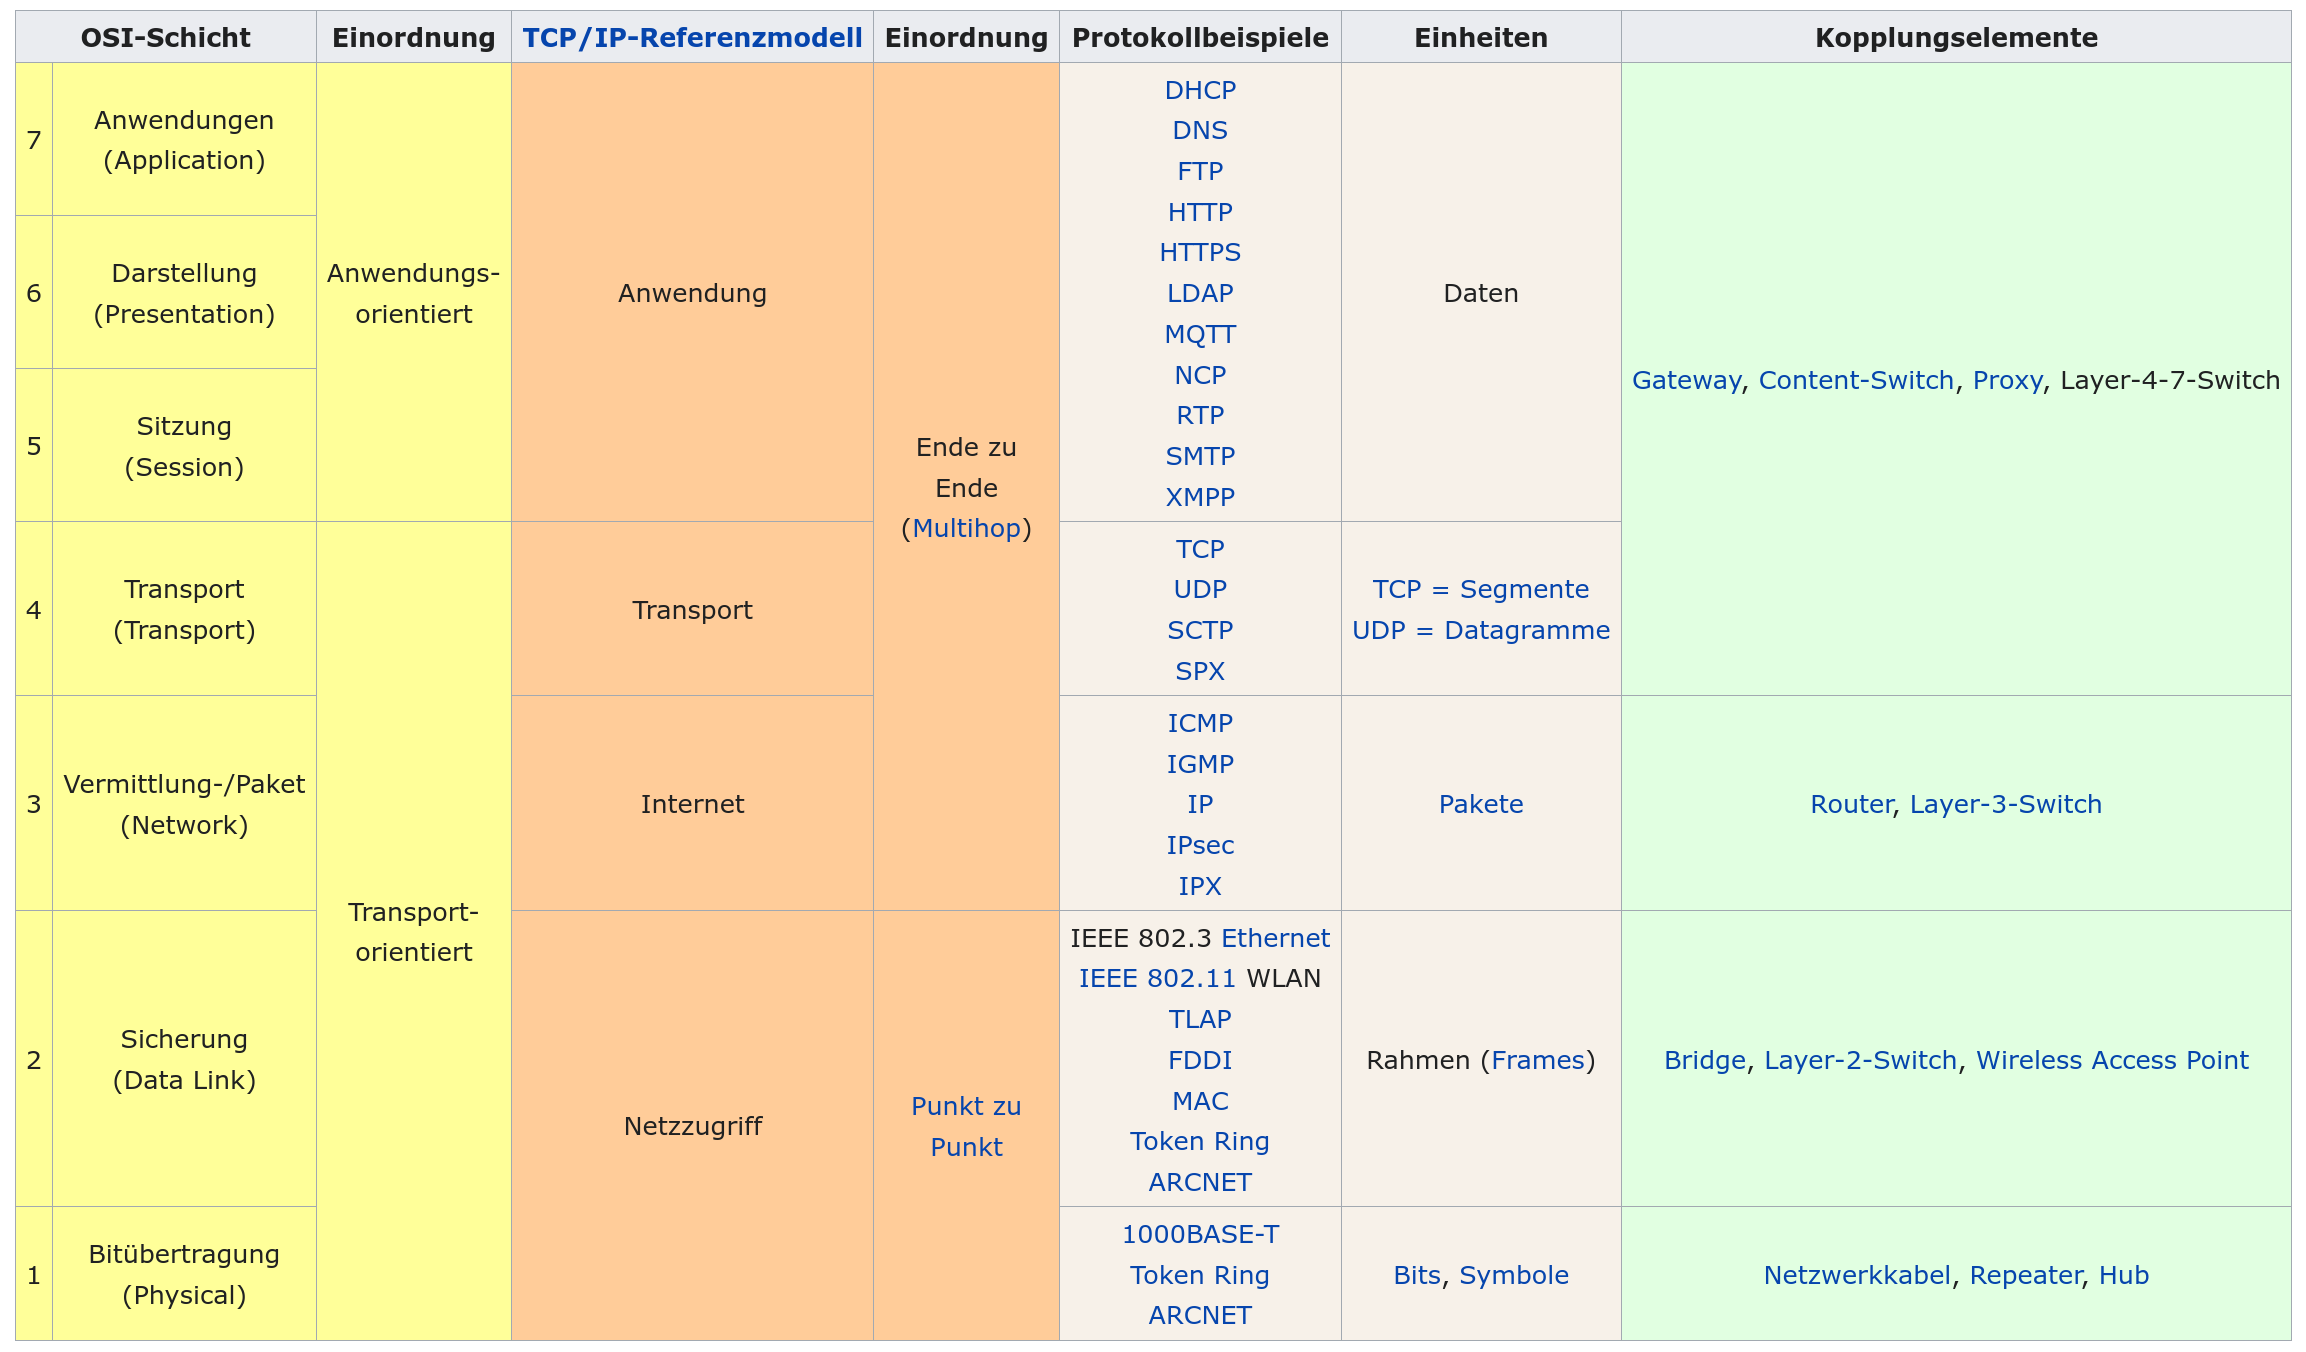 OSI-Schicht Einordnung TCP/IP-Referenzmodell Einordnung Protokollbeispiele Einheiten Kopplungselemente
7
Anwendungen
(Application)
6
Darstellung
(Presentation)
5
Sitzung
(Session)
Anwendungs-
orientiert
Anwendung
Ende zu
Ende
(Multihop)
DHCP
DNS
FTP
HTTP
HTTPS
LDAP
MQTT
NCP
RTP
SMTP
XMPP
Daten
Gateway, Content-Switch, Proxy, Layer-4-7-Switch
4
Transport
(Transport)
Transport-
orientiert
Transport
TCP
UDP
SCTP
SPX
TCP = Segmente
UDP = Datagramme
3
Vermittlung-/Paket
(Network)
Internet
ICMP
IGMP
IP
IPsec
IPX
Pakete
Router, Layer-3-Switch
2
Sicherung
(Data Link)
Netzzugriff
Punkt zu
Punkt
IEEE 802.3 Ethernet
IEEE 802.11 WLAN
TLAP
FDDI
MAC
Token Ring
ARCNET
Rahmen (Frames)
Bridge, Layer-2-Switch, Wireless Access Point
1
Bitübertragung
(Physical)
1000BASE-T
Token Ring
ARCNET
Bits, Symbole
Netzwerkkabel, Repeater, Hub